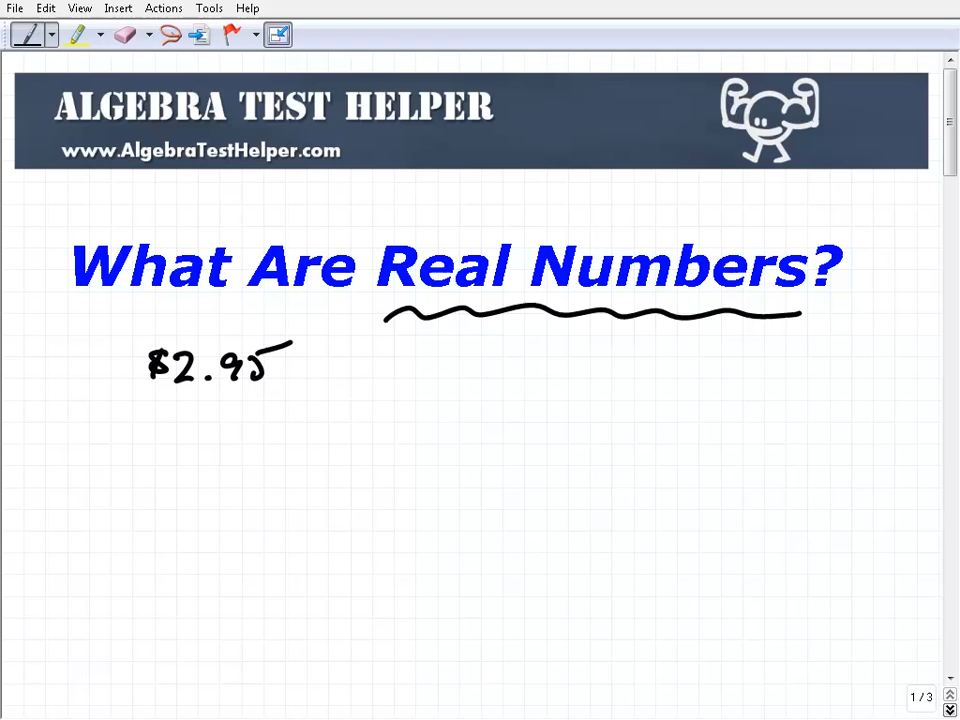 File Edit View Insert Actions Tools Help
ALGEBRA TEST HELPER
www.AlgebraTestHelper.com
What Are Real Numbers?
$2.95
1 / 3